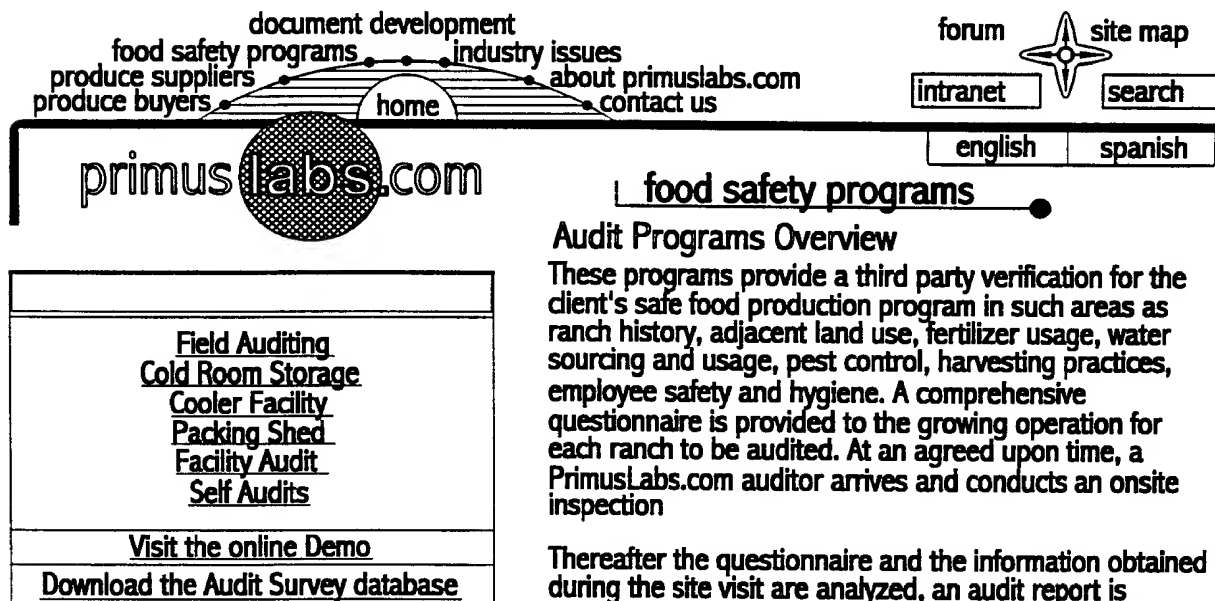 document development
food safety programs
industry issues
produce suppliers
about primuslabs.com
produce buyers
home
contact us
forum
site map
intranet
search
english
spanish
primus labs.com
food safety programs
Audit Programs Overview
These programs provide a third party verification for the
client's safe food production program in such areas as
ranch history, adjacent land use, fertilizer usage, water
sourcing and usage, pest control, harvesting practices,
employee safety and hygiene. A comprehensive
questionnaire is provided to the growing operation for
each ranch to be audited. At an agreed upon time, a
PrimusLabs.com auditor arrives and conducts an onsite
inspection
Thereafter the questionnaire and the information obtained
during the site visit are analyzed, an audit report is
Field Auditing
Cold Room Storage
Cooler Facility
Packing Shed
Facility Audit
Self Audits
Visit the online Demo
Download the Audit Survey database